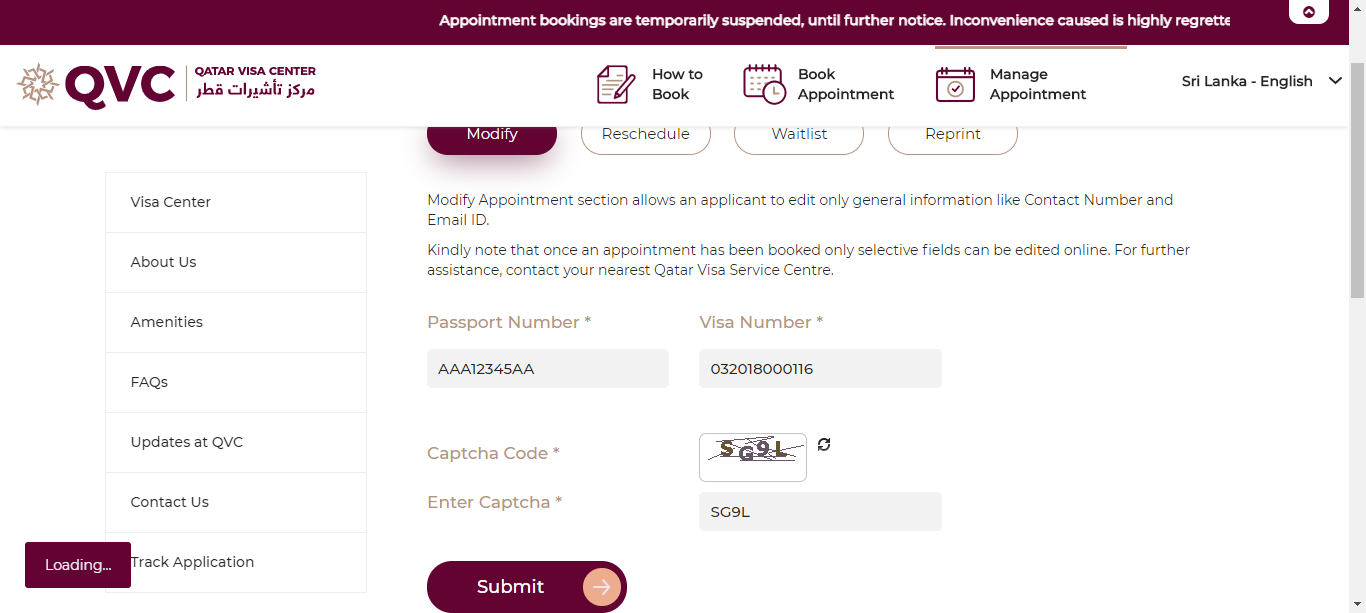 Appointment bookings are temporarily suspended, until further notice. Inconvenience caused is highly regrette
QVC
QATAR VISA CENTER
مركز تأشيرات قطر
How to
Book
Book
Appointment
Manage
Appointment
Sri Lanka - English
Modify
Reschedule
Waitlist
Reprint
Visa Center
About Us
Amenities
FAQs
Updates at QVC
Contact Us
Track Application
Loading...
Modify Appointment section allows an applicant to edit only general information like Contact Number and
Email ID.
Kindly note that once an appointment has been booked only selective fields can be edited online. For further
assistance, contact your nearest Qatar Visa Service Centre.
Passport Number *
Visa Number *
AAA12345AA
032018000116
Captcha Code *
SG9L
Enter Captcha *
SG9L
Submit